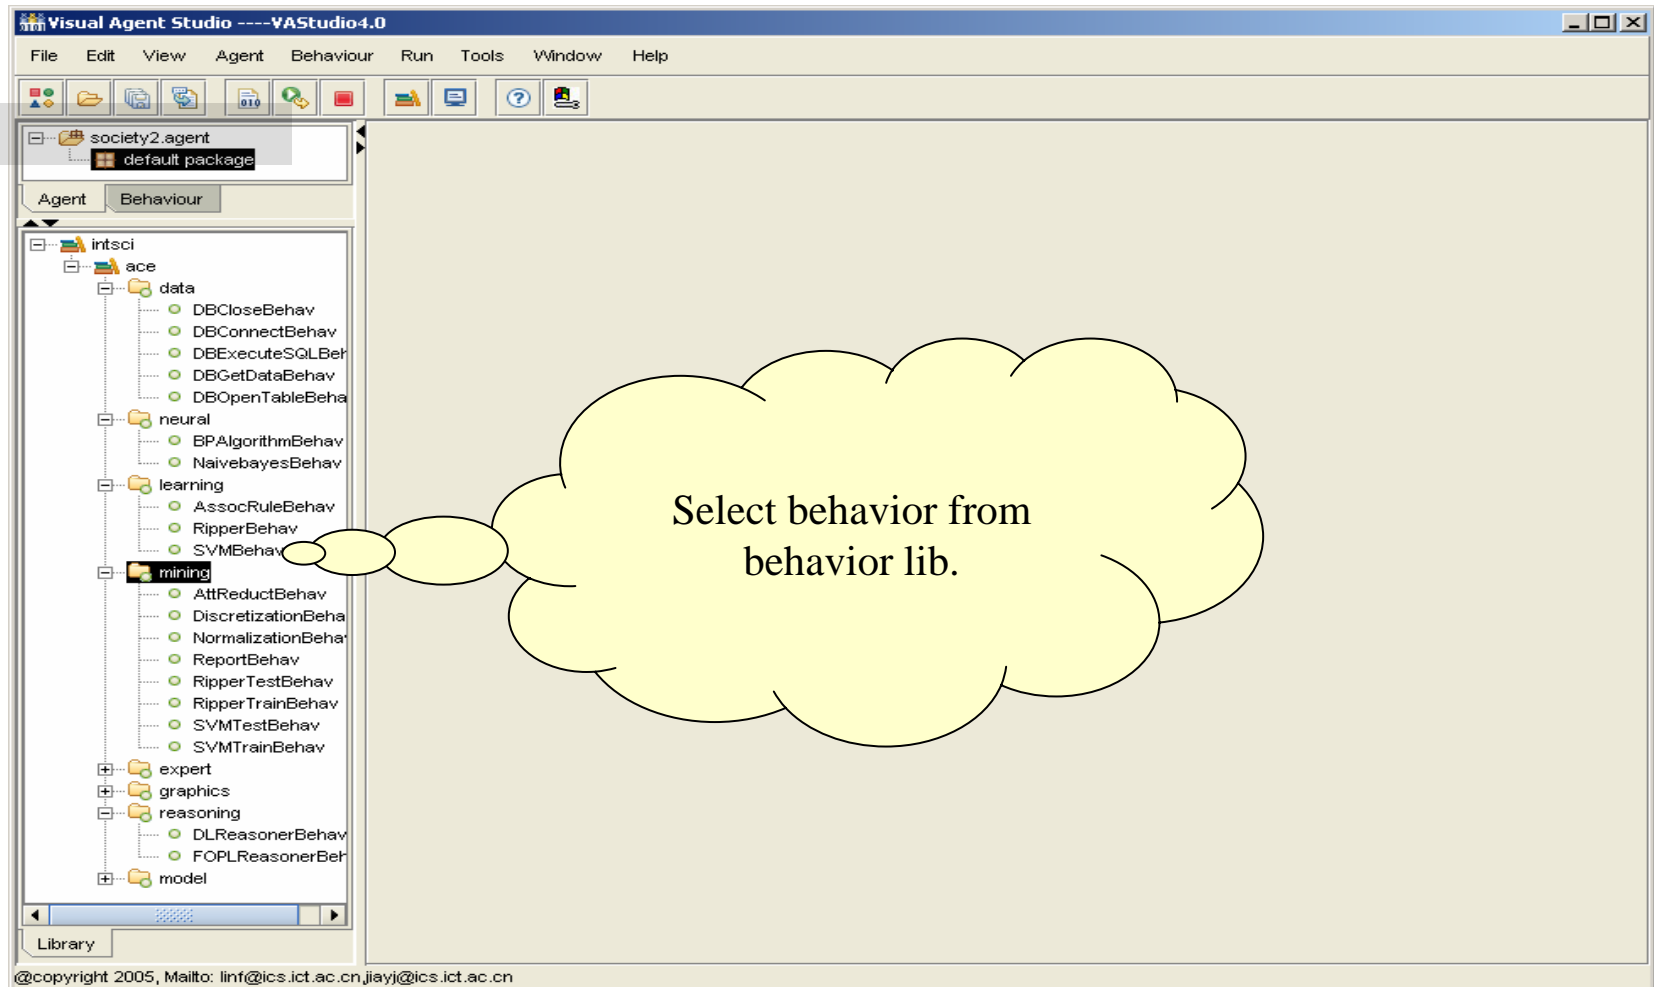 Visual Agent Studio ----VAStudio4.0
File Edit View Agent Behaviour Run Tools Window Help
society2.agent
default package
Agent Behaviour
intsci
ace
data
DBCloseBehav
DBConnectBehav
DBExecuteSQLBeh
DBGetDataBehav
DBOpenTableBeha
neural
BPAlgorithmBehav
NaivebayesBehav
learning
AssocRuleBehav
RipperBehav
SVMBehav
mining
AttReductBehav
DiscretizationBeha
NormalizationBehav
ReportBehav
RipperTestBehav
RipperTrainBehav
SVMTestBehav
SVMTrainBehav
expert
graphics
reasoning
DLReasonerBehav
FOPLReasonerBeh
model
Library
Select behavior from
behavior lib.
@copyright 2005, Mailto: linf@ics.ict.ac.cn,jiayj@ics.ict.ac.cn